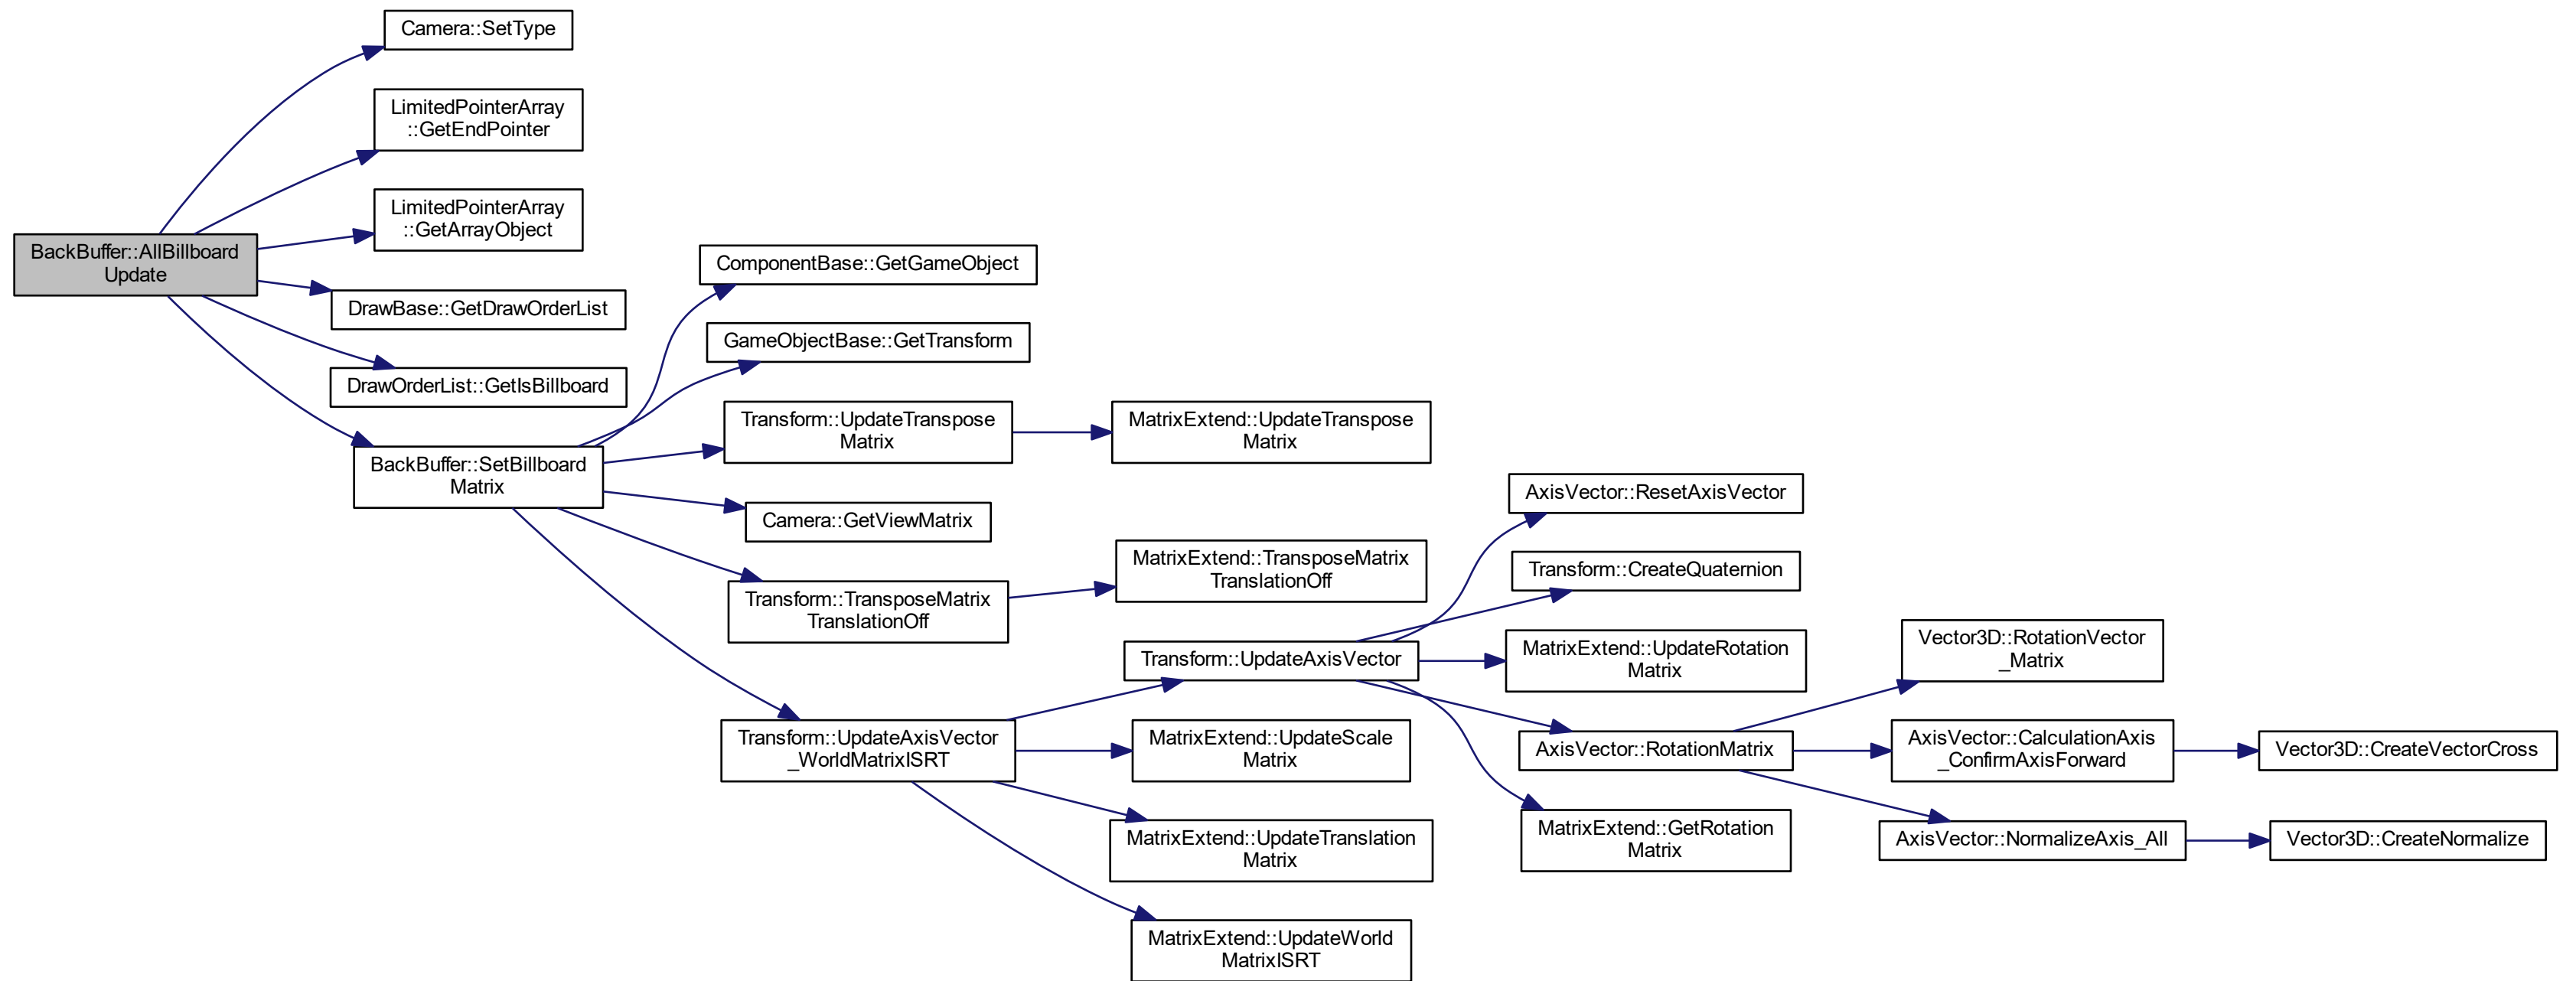 Camera::SetType
LimitedPointerArray
::GetEndPointer
LimitedPointerArray
::GetArrayObject
BackBuffer::AllBillboard
Update
DrawBase::GetDrawOrderList
DrawOrderList::GetIsBillboard
BackBuffer::SetBillboard
Matrix
ComponentBase::GetGameObject
GameObjectBase::GetTransform
Transform::UpdateTranspose
Matrix
MatrixExtend::UpdateTranspose
Matrix
Camera::GetViewMatrix
Transform::TransposeMatrix
TranslationOff
MatrixExtend::TransposeMatrix
TranslationOff
Transform::UpdateAxisVector
_WorldMatrixISRT
Transform::UpdateAxisVector
MatrixExtend::UpdateScale
Matrix
MatrixExtend::UpdateTranslation
Matrix
MatrixExtend::UpdateWorld
MatrixISRT
AxisVector::ResetAxisVector
Transform::CreateQuaternion
MatrixExtend::UpdateRotation
Matrix
AxisVector::RotationMatrix
MatrixExtend::GetRotation
Matrix
Vector3D::RotationVector
_Matrix
AxisVector::CalculationAxis
_ConfirmAxisForward
AxisVector::NormalizeAxis_All
Vector3D::CreateVectorCross
Vector3D::CreateNormalize